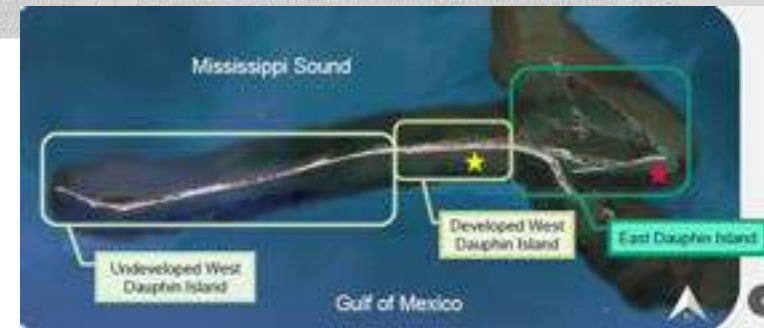 Mississippi Sound
Developed West
Dauphin Island
East Dauphin Island
Undeveloped West
Dauphin Island
Gulf of Mexico